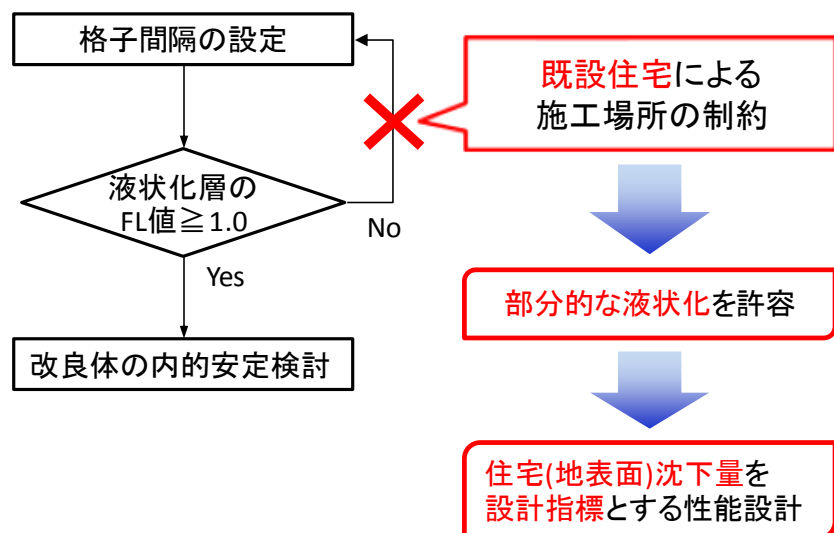 格子間隔の設定
液状化層の
FL値≧1.0
No
Yes
改良体の内的安定検討
既設住宅による
施工場所の制約
部分的な液状化を許容
住宅(地表面)沈下量を
設計指標とする性能設計